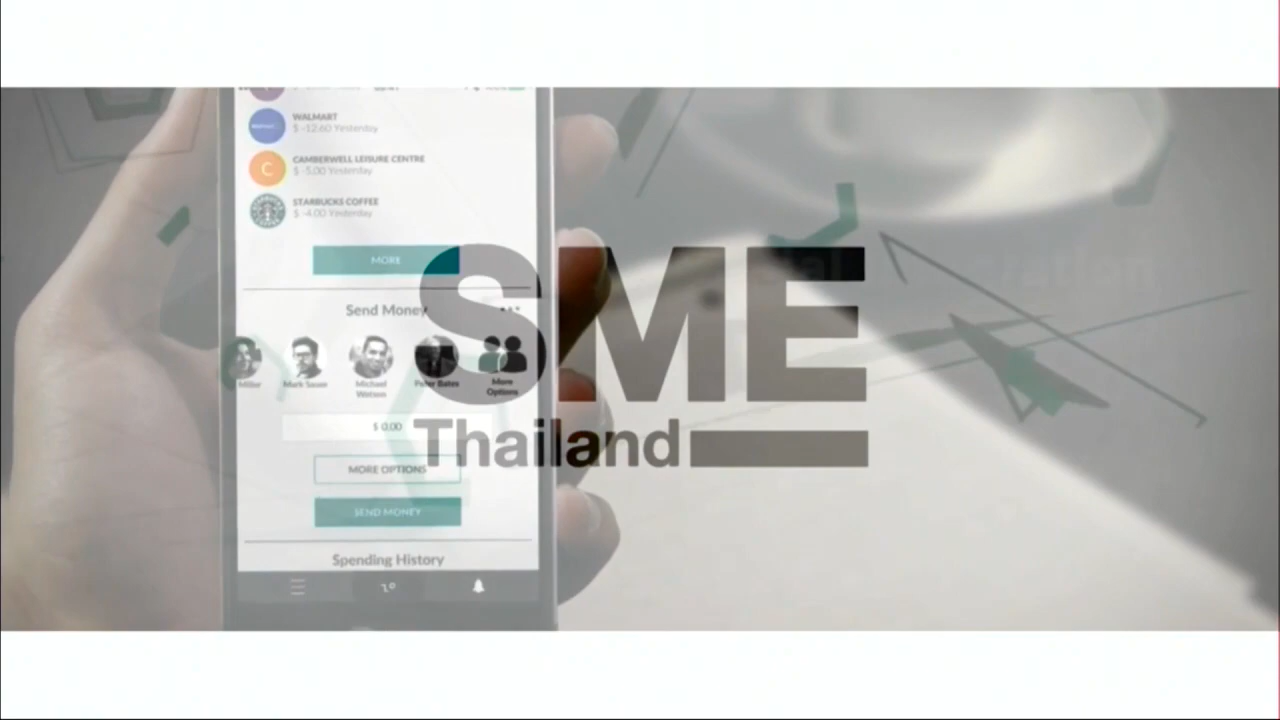 WALMART
$ -12.60 Yesterday
CAMBERWELL LEISURE CENTRE
$ -5.00 Yesterday
STARBUCKS COFFEE
$ -4.00 Yesterday
MORE
Send Money
Miller
Mark Sauer
Michael
Watson
Peter Bates
More
Options
$ 0.00
MORE OPTIONS
SEND MONEY
Spending History
SME
Thailand